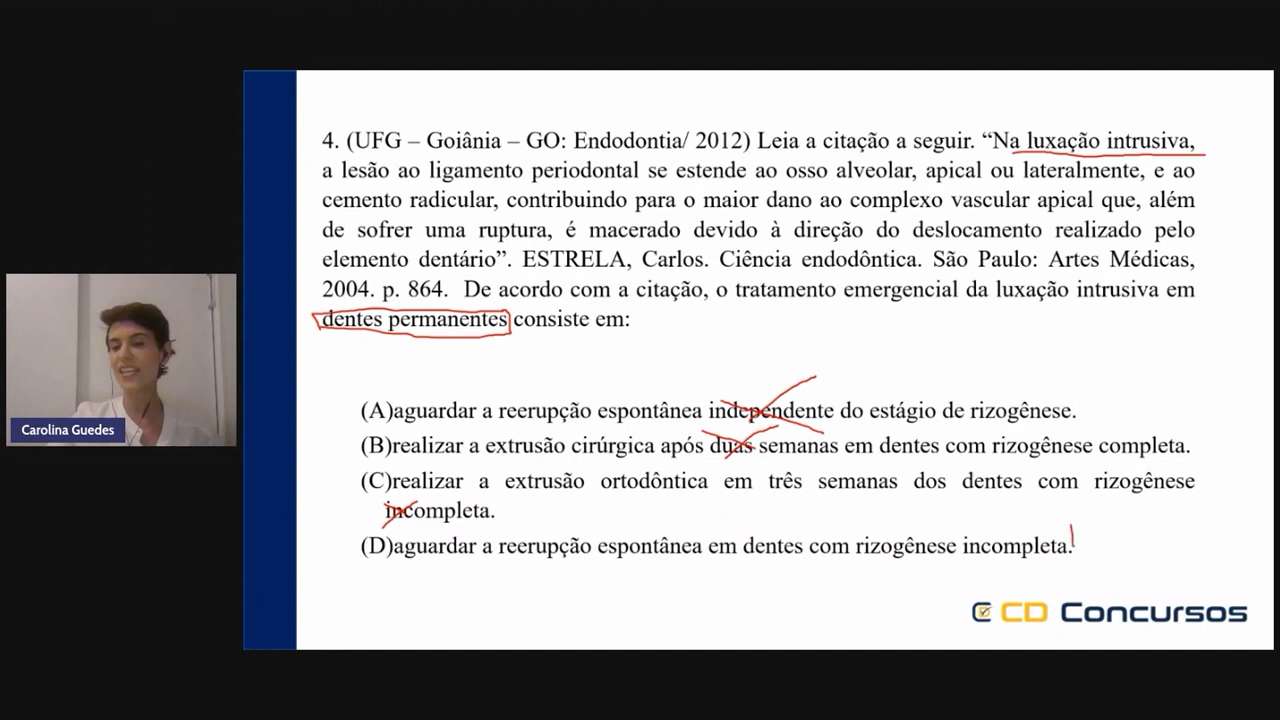 4. (UFG – Goiânia – GO: Endodontia/ 2012) Leia a citação a seguir. “Na luxação intrusiva,
a lesão ao ligamento periodontal se estende ao osso alveolar, apical ou lateralmente, e ao
cemento radicular, contribuindo para o maior dano ao complexo vascular apical que, além
de sofrer uma ruptura, é macerado devido à direção do deslocamento realizado pelo
elemento dentário”. ESTRELA, Carlos. Ciência endodôntica. São Paulo: Artes Médicas,
2004. p. 864. De acordo com a citação, o tratamento emergencial da luxação intrusiva em
dentes permanentes consiste em:
(A)aguardar a reerupção espontânea independente do estágio de rizogênese.
(B)realizar a extrusão cirúrgica após duas semanas em dentes com rizogênese completa.
(C)realizar a extrusão ortodôntica em três semanas dos dentes com rizogênese
incompleta.
(D)aguardar a reerupção espontânea em dentes com rizogênese incompleta.
Carolina Guedes
CD Concursos